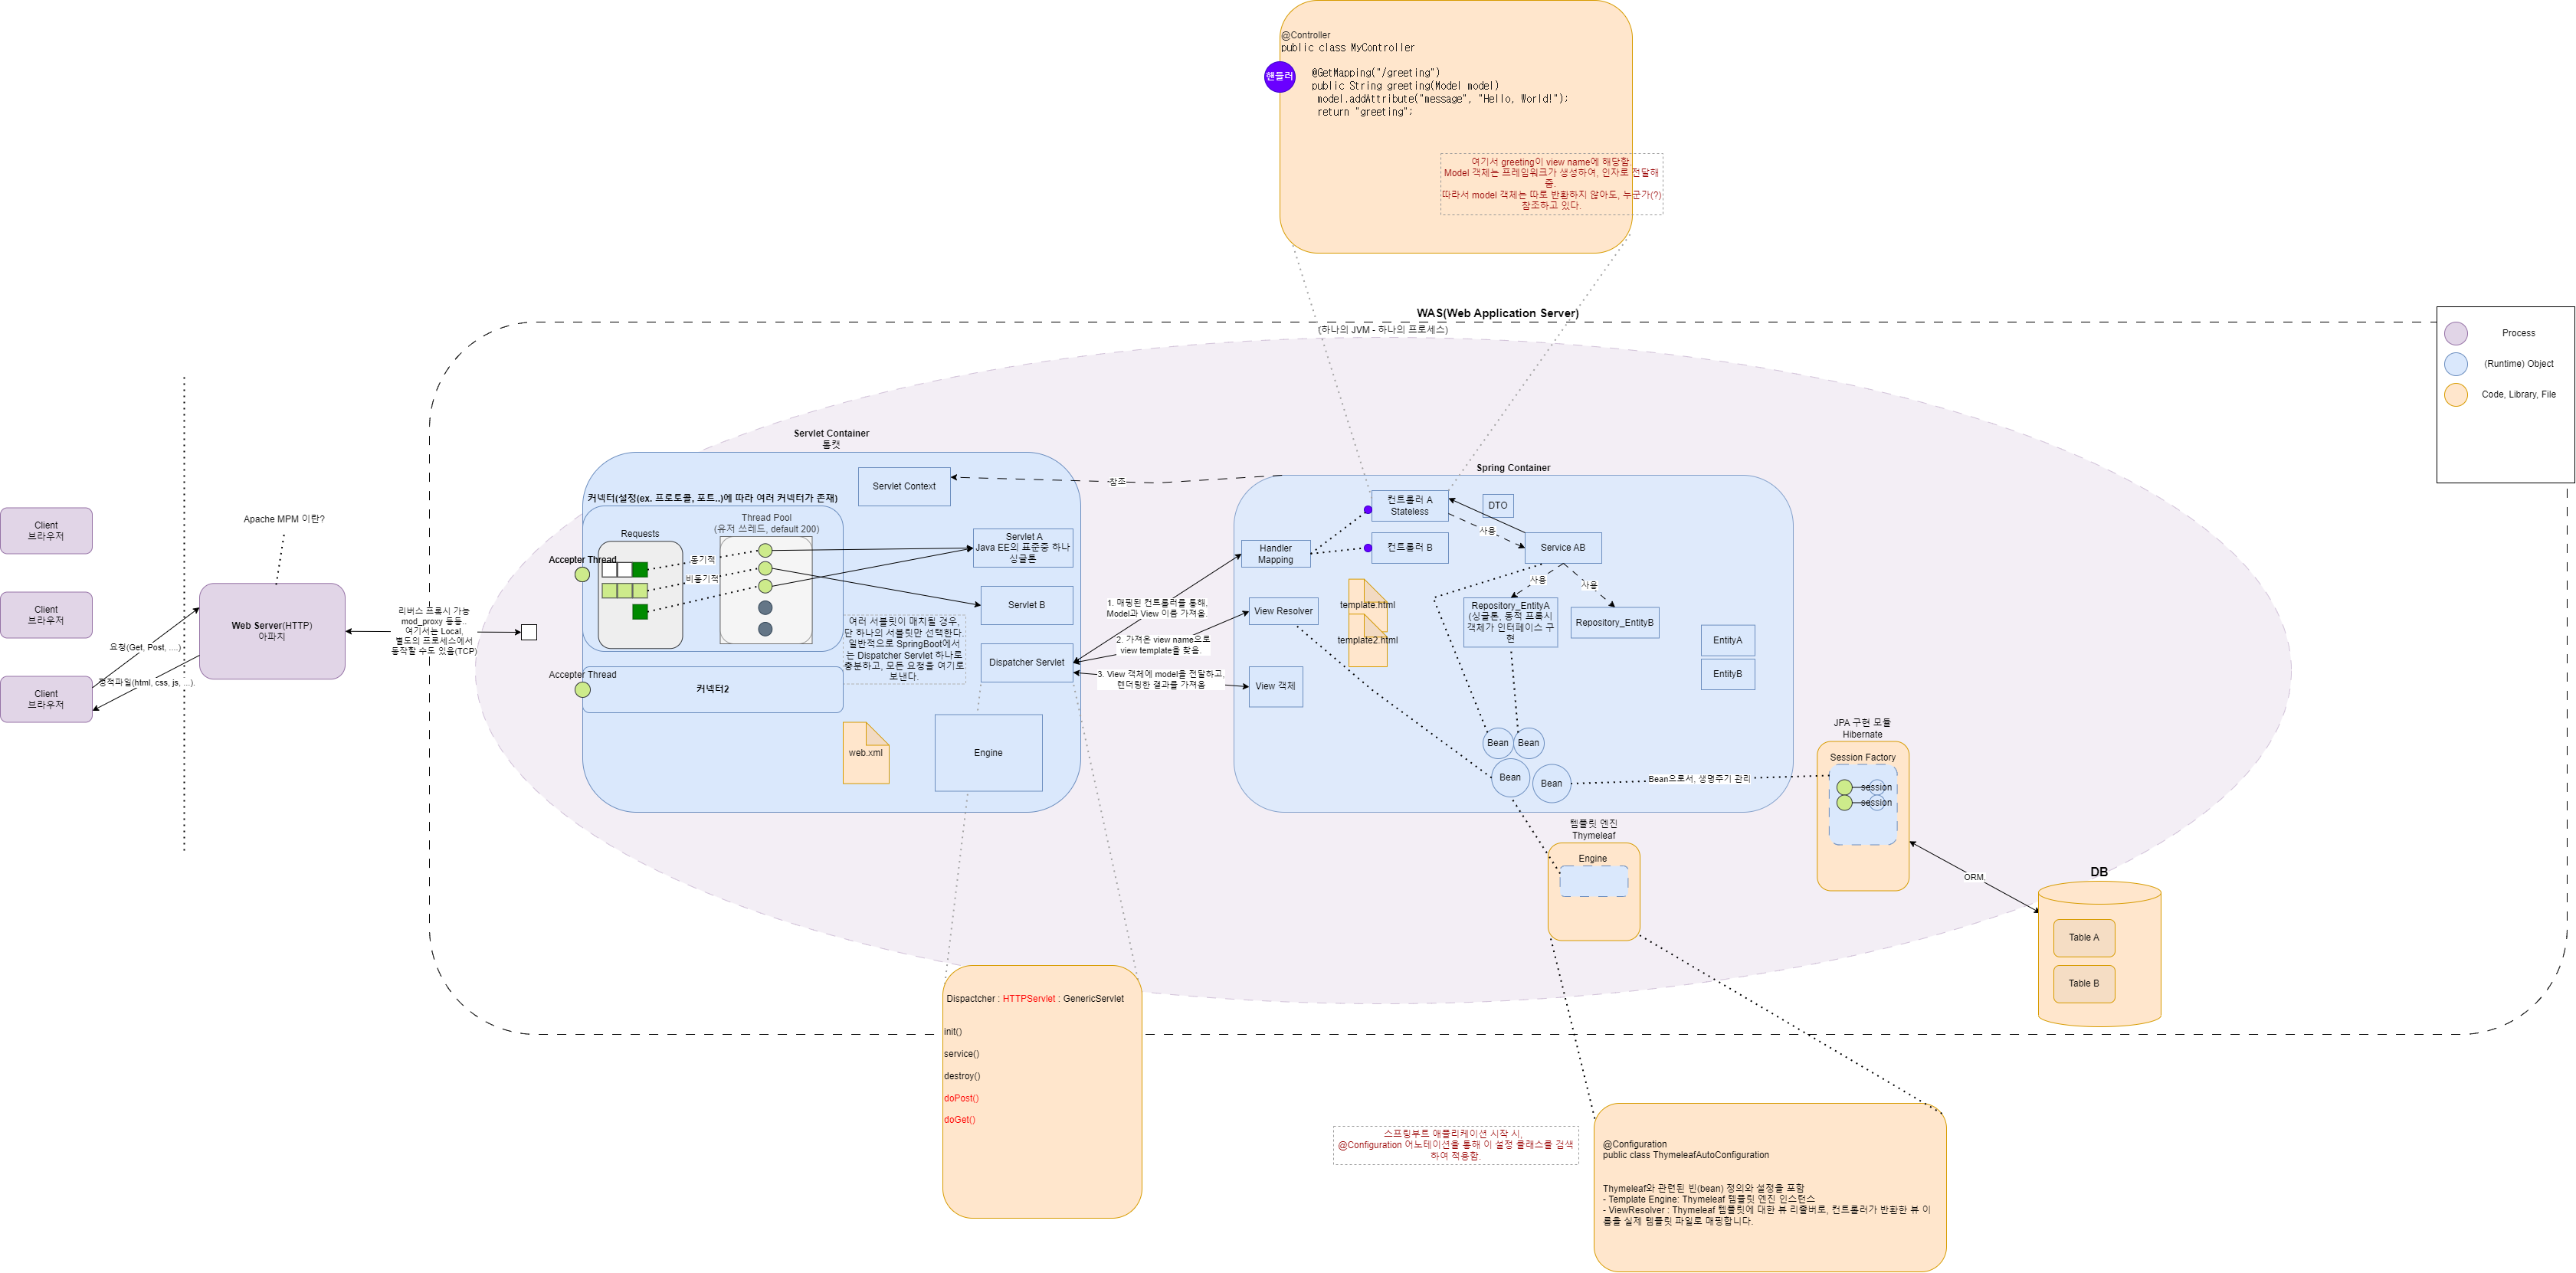 @Controller
public class MyController
핸들러
@GetMapping("/greeting")
public String greeting(Model model)
model.addAttribute("message", "Hello, World!");
return "greeting";
여기서 greeting이 view name에 해당함.
Model 객체는 프레임워크가 생성하여, 인자로 전달해
줌.
따라서 model 객체는 따로 반환하지 않아도, 누군가(?)
참조하고 있다.
WAS(Web Application Server)
(하나의 JVM - 하나의 프로세스)
Process
(Runtime) Object
Code, Library, File
Client
브라우저
Client
브라우저
Client
브라우저
요청(Get, Post, ....)
정적파일(html, css, js, ...).
Apache MPM 이란?
Web Server(HTTP)
아파치
리버스 프록시 가능
mod_proxy 등등..
여기서는 Local,
별도의 프로세스에서
동작할 수도 있음(TCP)
Servlet Container
톰캣
Servlet Context
참조
커넥터(설정(ex. 프로토콜, 포트..)에 따라 여러 커넥터가 존재)
Thread Pool
(유저 쓰레드, default 200)
Requests
Accepter Thread
동기적
비동기적
Servlet A
Java EE의 표준중 하나
싱글톤
Servlet B
여러 서블릿이 매치될 경우,
단 하나의 서블릿만 선택한다.
일반적으로 SpringBoot에서
는 Dispatcher Servlet 하나로
충분하고, 모든 요청을 여기로
보낸다.
Dispatcher Servlet
Accepter Thread
커넥터2
web.xml
Engine
1. 매핑된 컨트롤러를 통해,
Model과 View 이름 가져옴.
2. 가져온 view name으로
view template을 찾음.
3. View 객체에 model을 전달하고,
렌더링한 결과를 가져옴
Spring Container
Handler
Mapping
View Resolver
View 객체
컨트롤러 A
Stateless
컨트롤러 B
DTO
사용
Service AB
사용
사용
template.html
template2.html
Repository_EntityA
(싱글톤, 동적 프록시
객체가 인터페이스 구
현
Repository_EntityB
EntityA
EntityB
Bean
Bean
Bean
Bean
Bean으로서, 생명주기 관리
JPA 구현 모듈
Hibernate
Session Factory
session
session
ORM
DB
Table A
Table B
템플릿 엔진
Thymeleaf
Engine
Dispactcher : HTTPServlet : GenericServlet
init()
service()
destroy()
doPost()
doGet()
스프링부트 애플리케이션 시작 시,
@Configuration 어노테이션을 통해 이 설정 클래스를 검색
하여 적용함.
@Configuration
public class ThymeleafAutoConfiguration
Thymeleaf와 관련된 빈(bean) 정의와 설정을 포함
- Template Engine: Thymeleaf 템플릿 엔진 인스턴스
- ViewResolver : Thymeleaf 템플릿에 대한 뷰 리졸버로, 컨트롤러가 반환한 뷰 이
름을 실제 템플릿 파일로 매핑합니다.